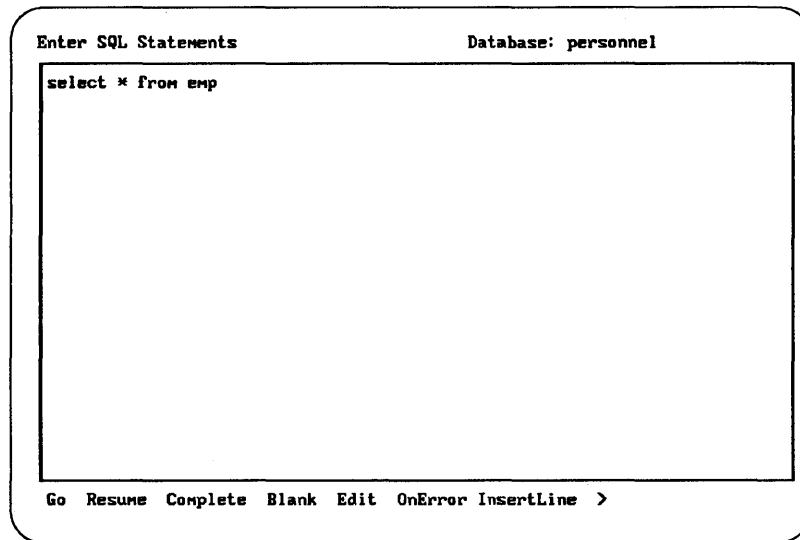 Enter SQL Statements Database: personnel
select * from emp
Go Resume Complete Blank Edit OnError InsertLine >